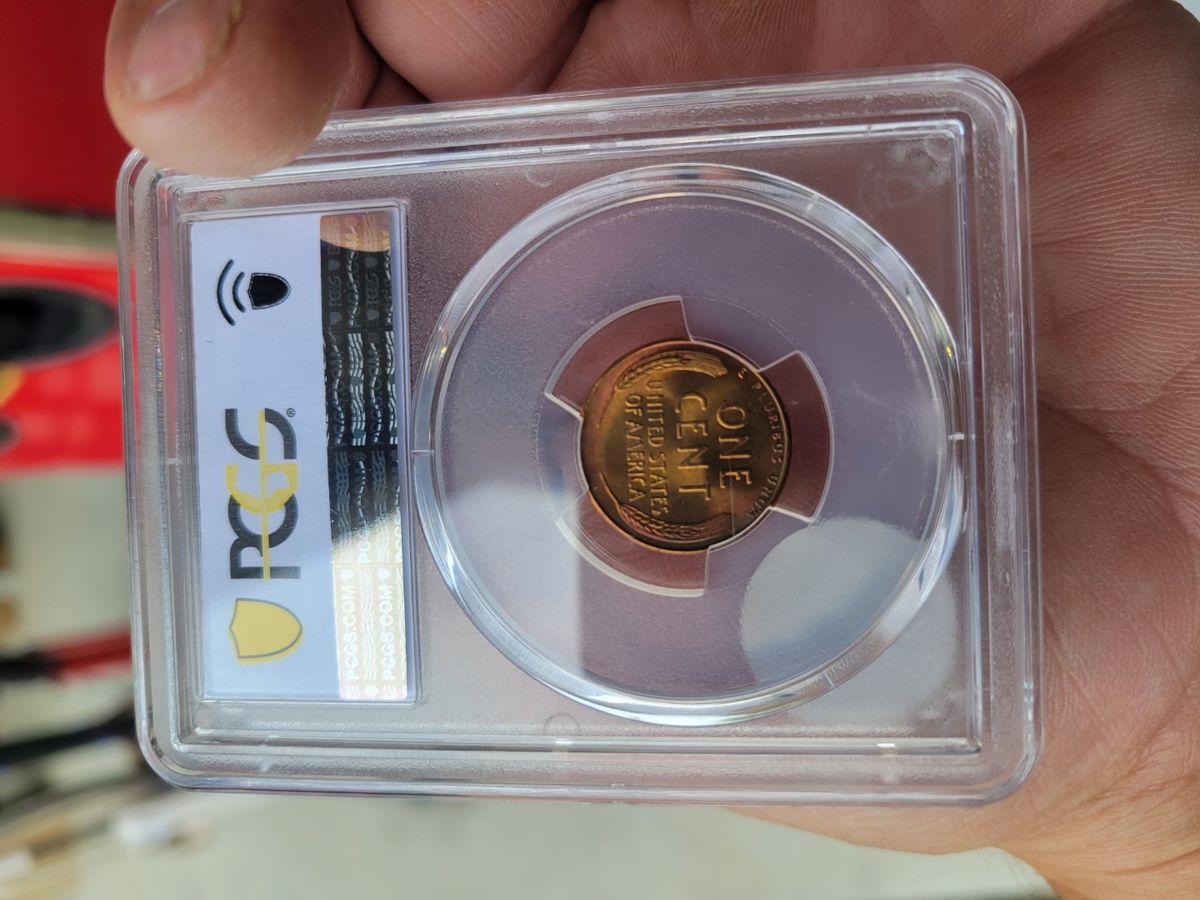 PCGS®
PCGS.COM
PCGS.COM
E PLURIBUS UNUM
ONE
CENT
UNITED STATES
OF AMERICA